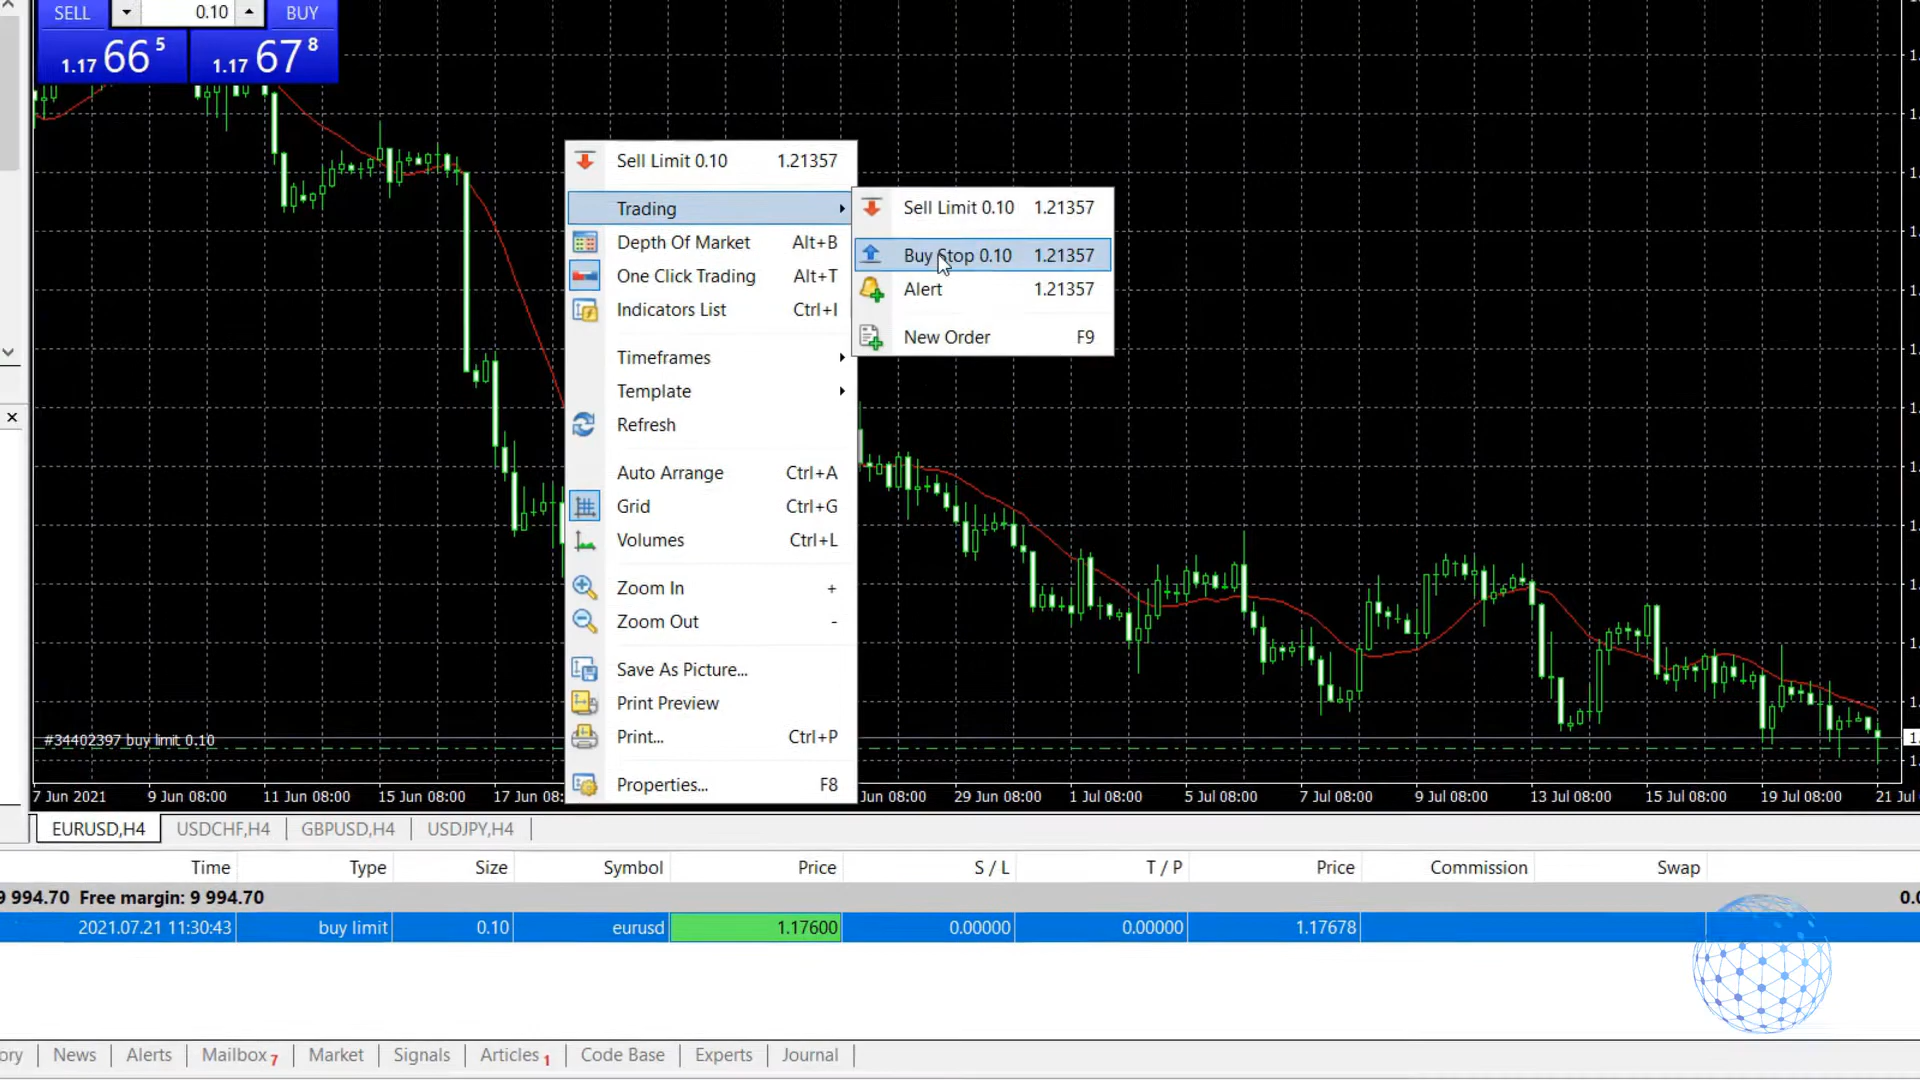 SELL 0.10 BUY
1.17 66 5 1.17 67 8
Sell Limit 0.10 1.21357
Trading
Depth Of Market Alt+B
One Click Trading Alt+T
Indicators List Ctrl+I
Timeframes
Template
Refresh
Auto Arrange Ctrl+A
Grid Ctrl+G
Volumes Ctrl+L
Zoom In +
Zoom Out -
Save As Picture...
Print Preview
Print... Ctrl+P
Properties... F8
Sell Limit 0.10 1.21357
Buy Stop 0.10 1.21357
Alert 1.21357
New Order F9
#34402397 buy limit 0.10
7 Jun 2021 9 Jun 08:00 11 Jun 08:00 15 Jun 08:00 17 Jun 08: Jun 08:00 29 Jun 08:00 1 Jul 08:00 5 Jul 08:00 7 Jul 08:00 9 Jul 08:00 13 Jul 08:00 15 Jul 08:00 19 Jul 08:00 21 Jul
EURUSD,H4 USDCHF,H4 GBPUSD,H4 USDJPY,H4
Time Type Size Symbol Price S / L T / P Price Commission Swap
9 994.70 Free margin: 9 994.70 0.0
2021.07.21 11:30:43 buy limit 0.10 eurusd 1.17600 0.00000 0.00000 1.17678
ory News Alerts Mailbox 7 Market Signals Articles 1 Code Base Experts Journal